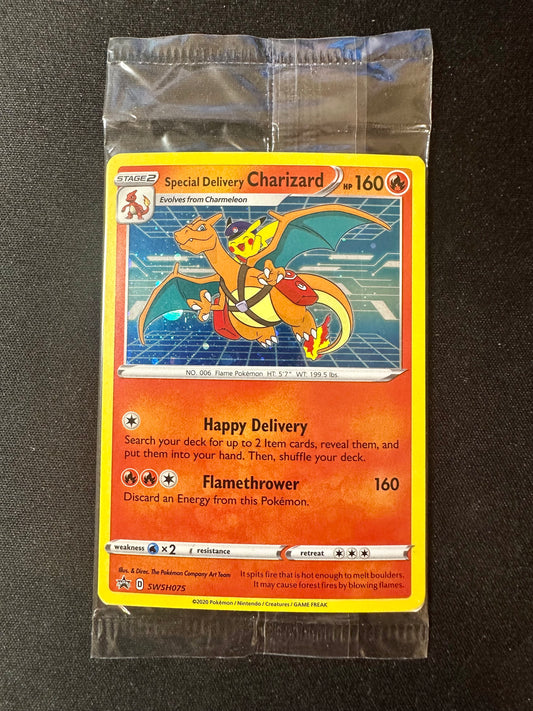 STAGE2
Special Delivery Charizard HP 160
Evolves from Charmeleon
NO. 006 Flame Pokémon HT: 5'7" WT: 199.5 lbs.
Happy Delivery
Search your deck for up to 2 Item cards, reveal them, and
put them into your hand. Then, shuffle your deck.
Flamethrower 160
Discard an Energy from this Pokémon.
weakness ×2 resistance retreat
Illus. & Direc. The Pokémon Company Art Team
It spits fire that is hot enough to melt boulders.
It may cause forest fires by blowing flames.
D SWSH075
©2020 Pokémon / Nintendo / Creatures / GAME FREAK